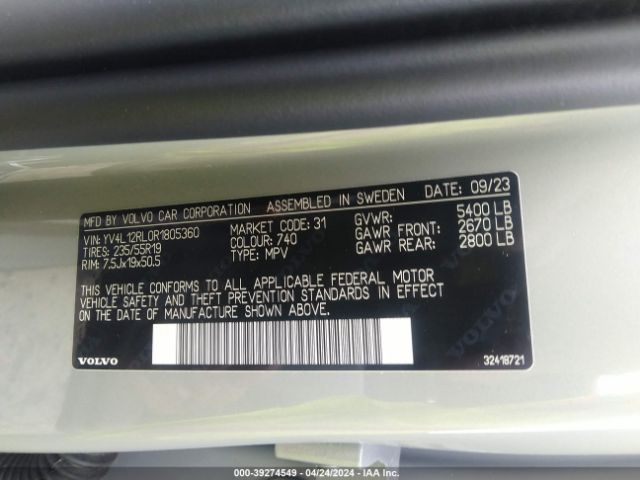 MFD BY VOLVO CAR CORPORATION ASSEMBLED IN SWEDEN DATE: 09/23
VIN: YV4L12RL0R1805360 MARKET CODE: 31 GVWR: 5400 LB
TIRES: 235/55R19 COLOUR: 740 GAWR FRONT: 2670 LB
RIM: 7.5Jx19x50.5 TYPE: MPV GAWR REAR: 2800 LB
THIS VEHICLE CONFORMS TO ALL APPLICABLE FEDERAL MOTOR
VEHICLE SAFETY AND THEFT PREVENTION STANDARDS IN EFFECT
ON THE DATE OF MANUFACTURE SHOWN ABOVE.
VOLVO 32418721
000-39274549 - 04/24/2024 - IAA Inc.